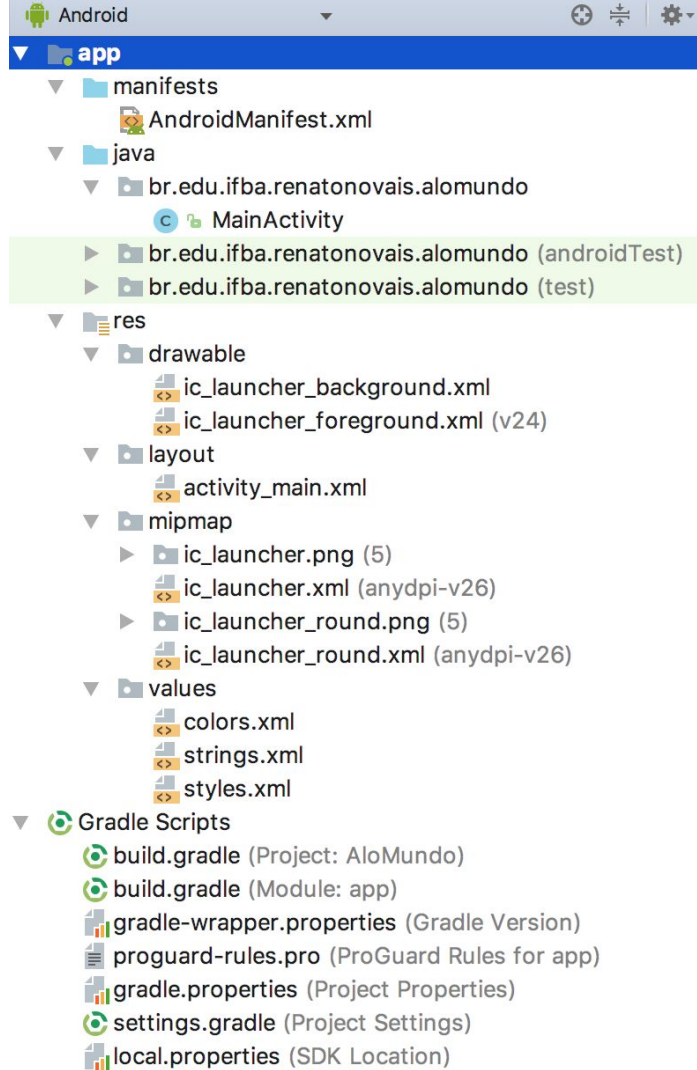 Android
app
manifests
AndroidManifest.xml
java
br.edu.ifba.renatonovais.alomundo
C MainActivity
br.edu.ifba.renatonovais.alomundo (androidTest)
br.edu.ifba.renatonovais.alomundo (test)
res
drawable
ic_launcher_background.xml
ic_launcher_foreground.xml (v24)
layout
activity_main.xml
mipmap
ic_launcher.png (5)
ic_launcher.xml (anydpi-v26)
ic_launcher_round.png (5)
ic_launcher_round.xml (anydpi-v26)
values
colors.xml
strings.xml
styles.xml
Gradle Scripts
build.gradle (Project: AloMundo)
build.gradle (Module: app)
gradle-wrapper.properties (Gradle Version)
proguard-rules.pro (ProGuard Rules for app)
gradle.properties (Project Properties)
settings.gradle (Project Settings)
local.properties (SDK Location)